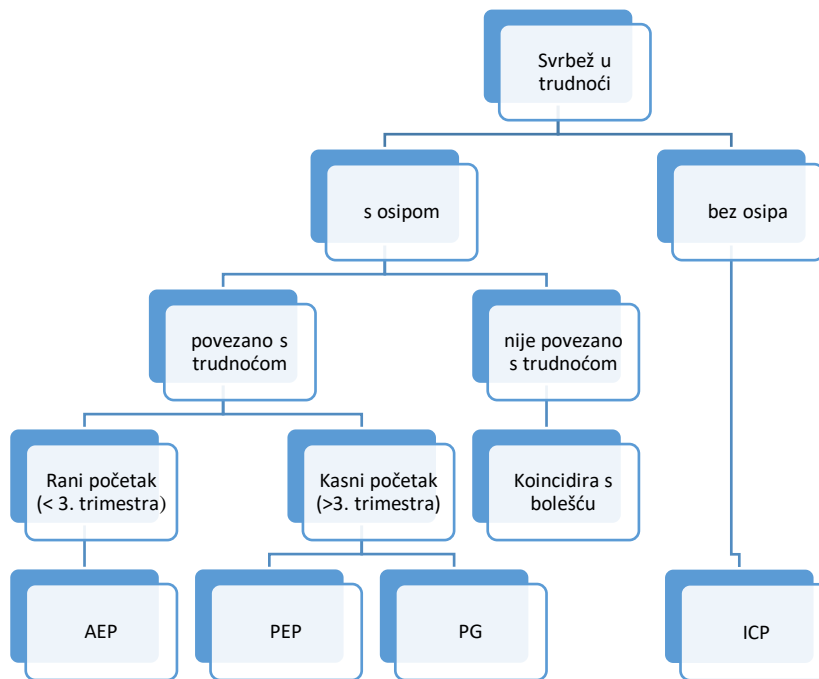 Svrbež u
trudnoći
s osipom
bez osipa
povezano s
trudnoćom
nije povezano
s trudnoćom
Rani početak
(< 3. trimestra)
Kasni početak
(>3. trimestra)
Koincidira s
bolešću
AEP
PEP
PG
ICP